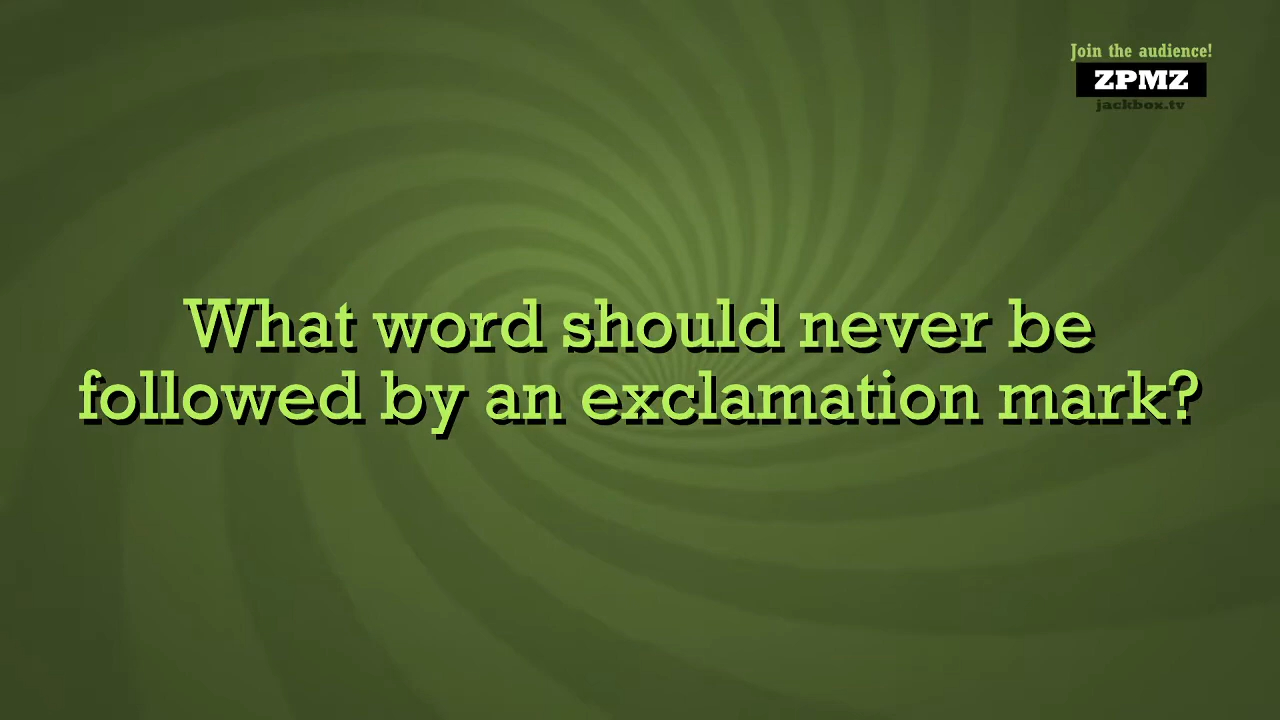 Join the audience!
ZPMZ
jackbox.tv
What word should never be
followed by an exclamation mark?